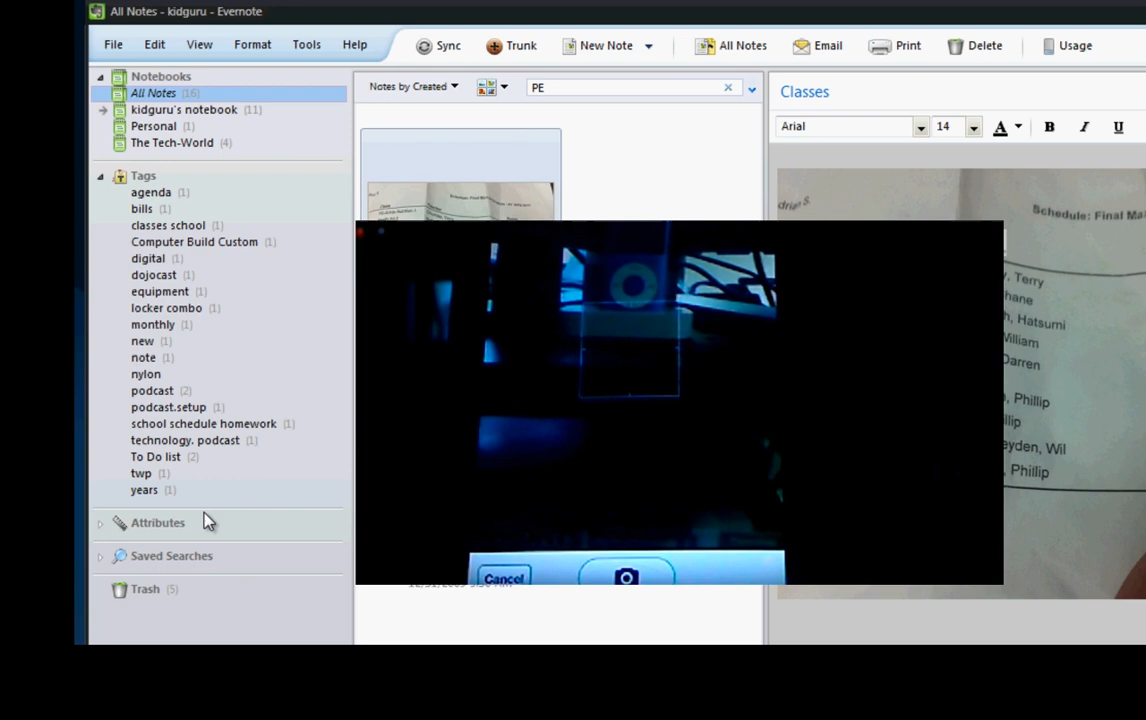 All Notes - kidguru - Evernote
File Edit View Format Tools Help Sync Trunk New Note All Notes Email Print Delete Usage
Notebooks
All Notes (16)
kidguru's notebook (11)
Personal (1)
The Tech-World (4)
Tags
agenda (1)
bills (1)
classes school (1)
Computer Build Custom (1)
digital (1)
dojocast (1)
equipment (1)
locker combo (1)
monthly (1)
new (1)
note (1)
nylon
podcast (2)
podcast.setup (1)
school schedule homework (1)
technology. podcast (1)
To Do list (2)
twp (1)
years (1)
Attributes
Saved Searches
Trash (5)
Notes by Created PE
Cancel
Classes
Arial 14 A B I U
drian S.
Schedule: Final Ma
, Terry
hane
h, Hatsumi
William
Darren
, Phillip
llip
eyden, Wil
, Phillip